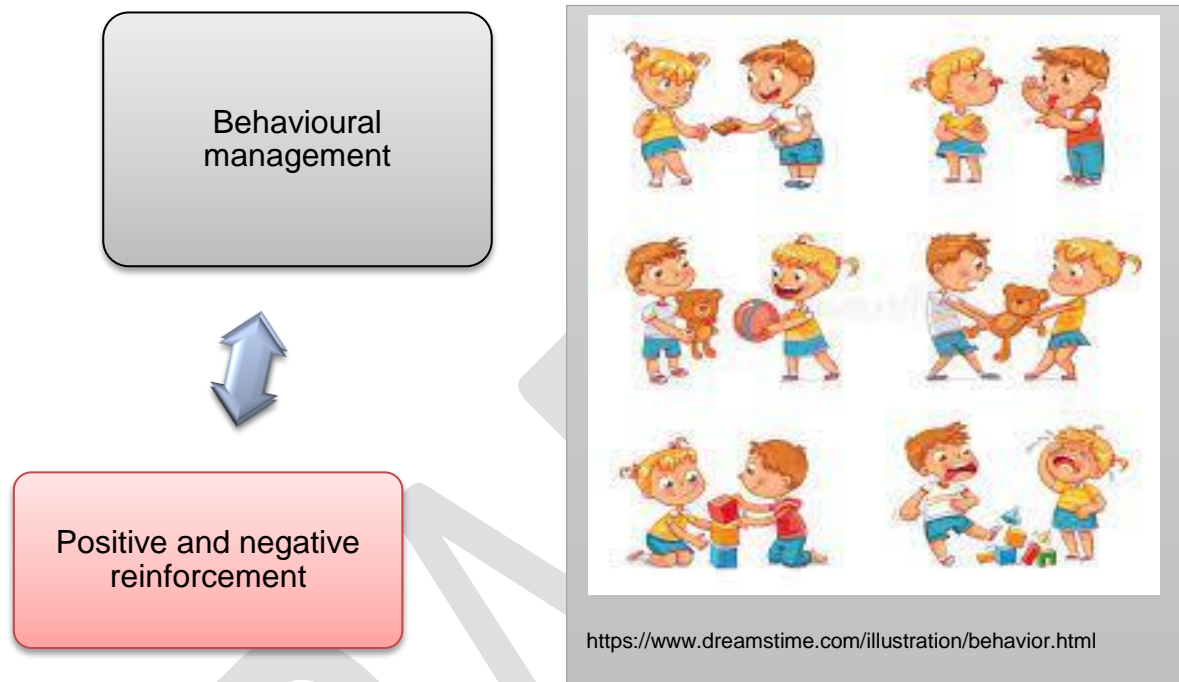 Behavioural
management
Positive and negative
reinforcement
https://www.dreamstime.com/illustration/behavior.html